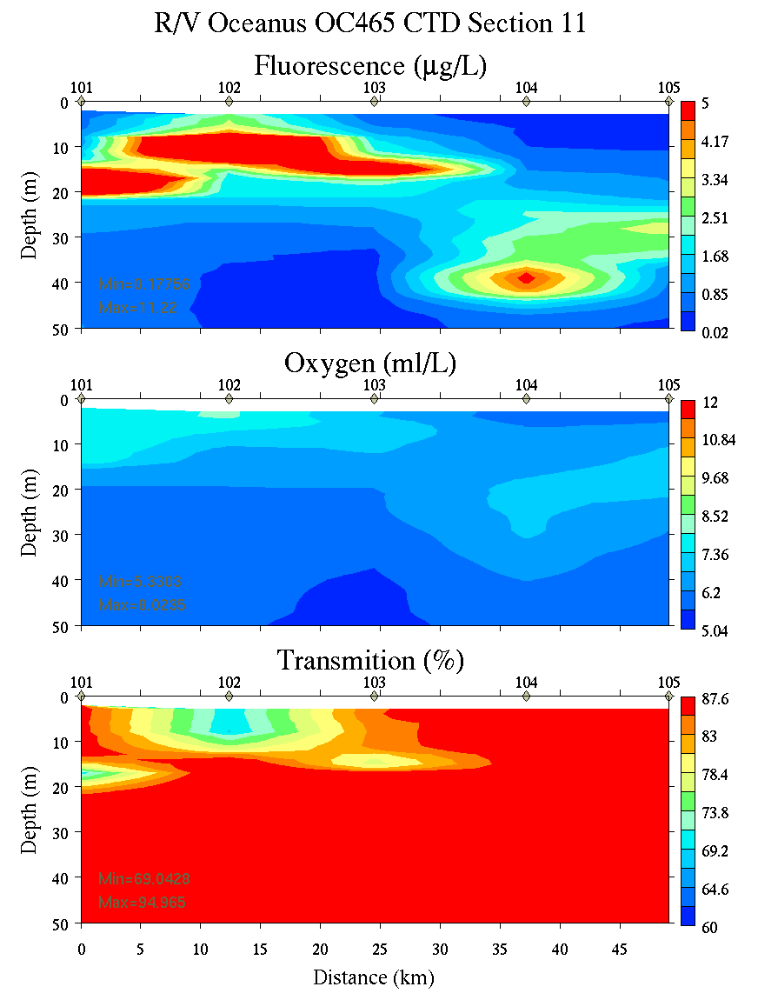 R/V Oceanus OC465 CTD Section 11
Fluorescence (μg/L)
101 102 103 104 105
0
10
20
30
40
50
Depth (m)
Min=0.17756
Max=11.22
5
4.17
3.34
2.51
1.68
0.85
0.02
Oxygen (ml/L)
101 102 103 104 105
0
10
20
30
40
50
Depth (m)
Min=5.3303
Max=8.0235
12
10.84
9.68
8.52
7.36
6.2
5.04
Transmition (%)
101 102 103 104 105
0
10
20
30
40
50
Depth (m)
Min=69.0428
Max=94.965
87.6
83
78.4
73.8
69.2
64.6
60
0 5 10 15 20 25 30 35 40 45
Distance (km)